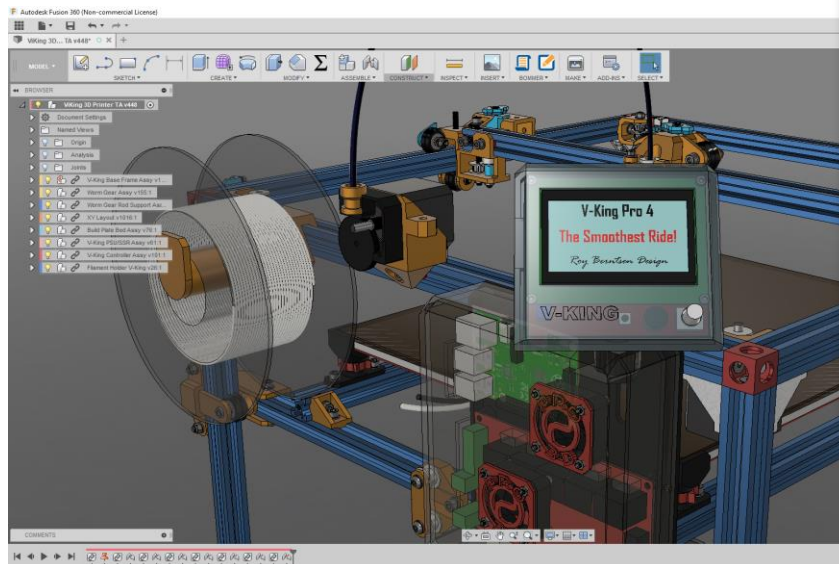 Autodesk Fusion 360 (Non-commercial License)
ViKing 3D... TA v448*
MODEL
SKETCH
CREATE
MODIFY
ASSEMBLE
CONSTRUCT
INSPECT
INSERT
BOMMER
MAKE
ADD-INS
SELECT
BROWSER
ViKing 3D Printer TA v448
Document Settings
Named Views
Origin
Analysis
Joints
V-King Base Frame Assy v1...
Worm Gear Assy v155:1
Worm Gear Rod Support Ass...
XY Layout v1016:1
Build Plate Bed Assy v76:1
V-King PSU/SSR Assy v61:1
V-King Controller Assy v101:1
Filament Holder V-King v26:1
V-King Pro 4
The Smoothest Ride!
Roy Berntsen Design
V-KING
COMMENTS